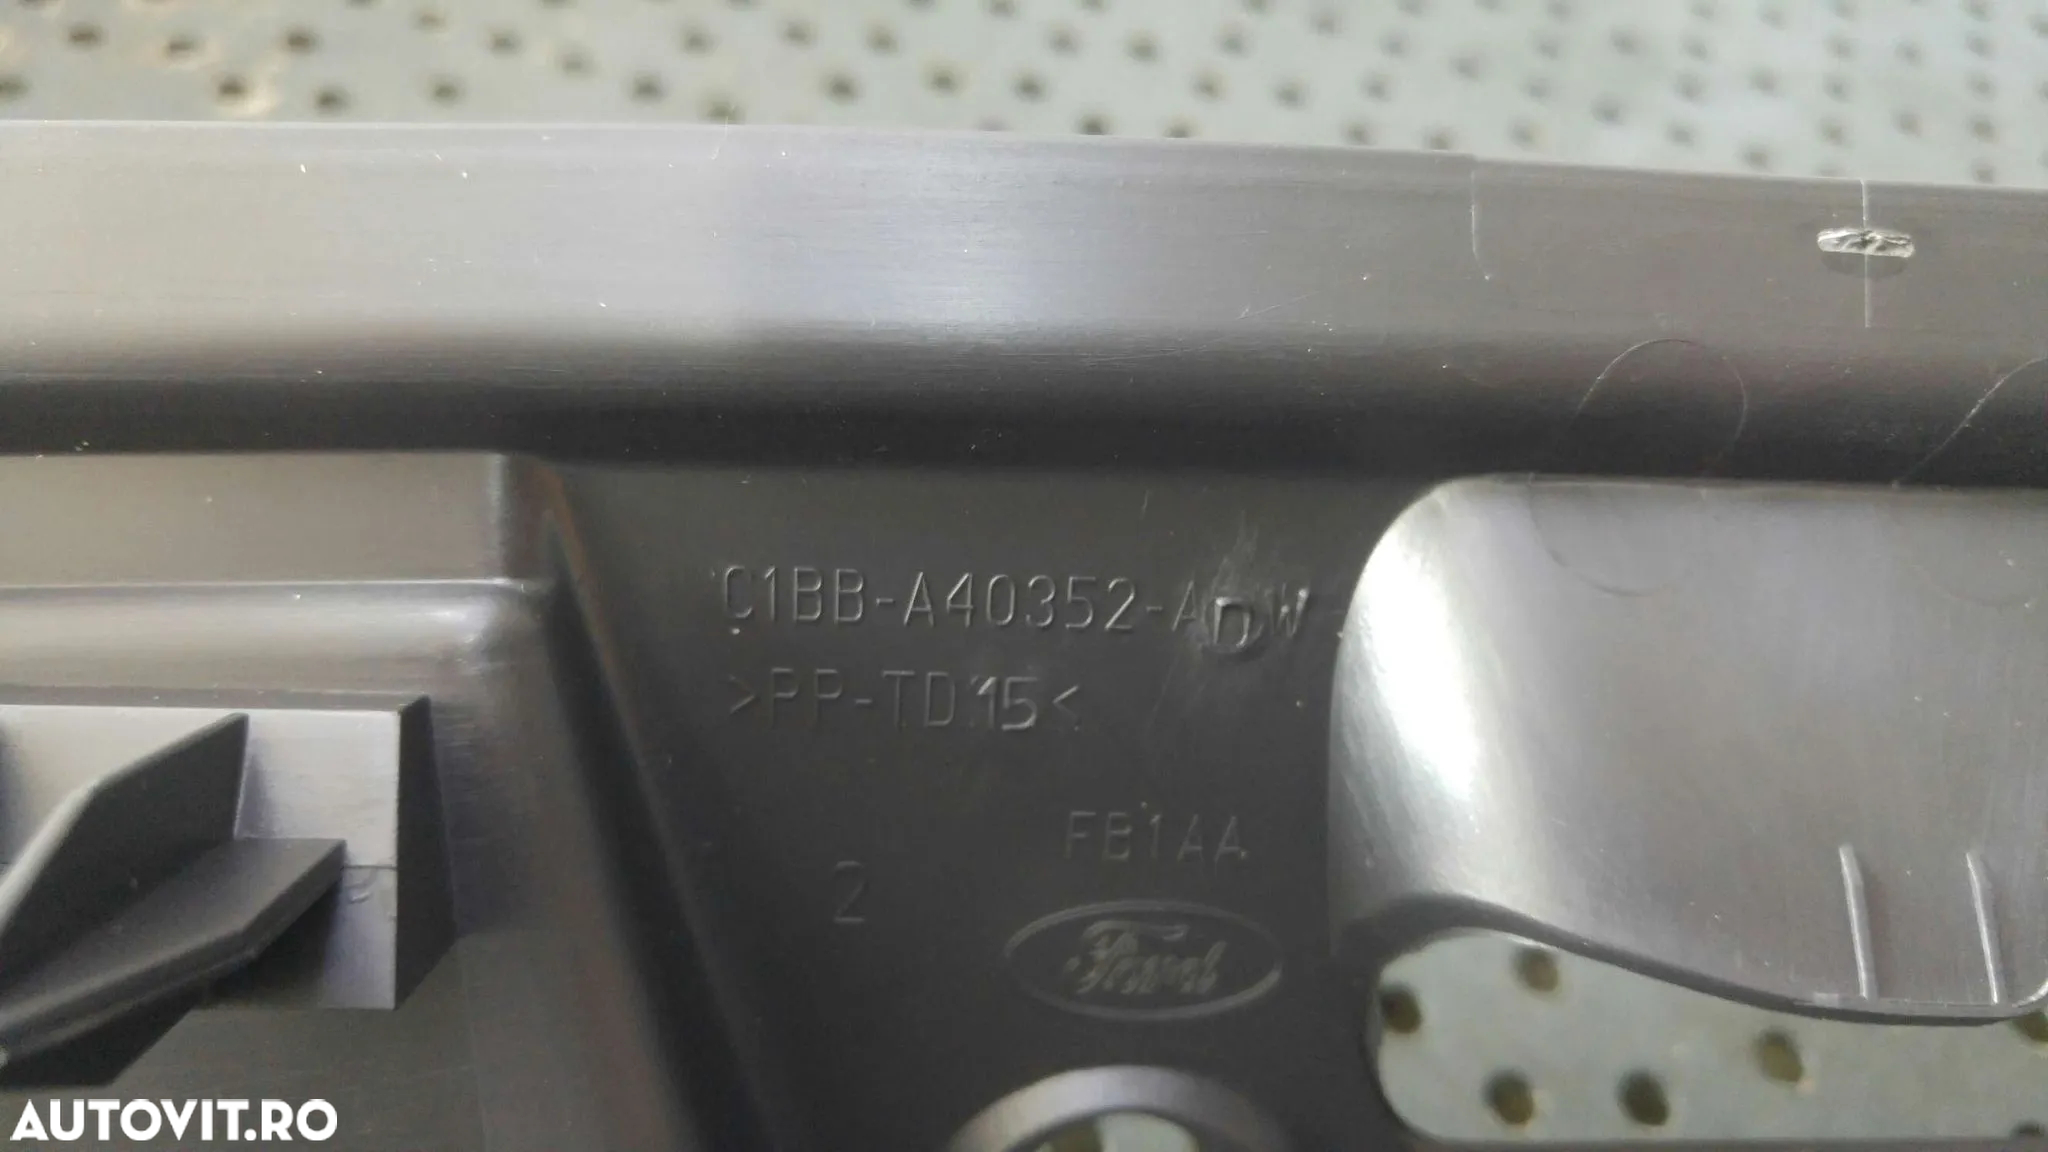 C1BB-A40352-ADW
>PP-TD15<
FB1AA
2
Ford
AUTOVIT.RO